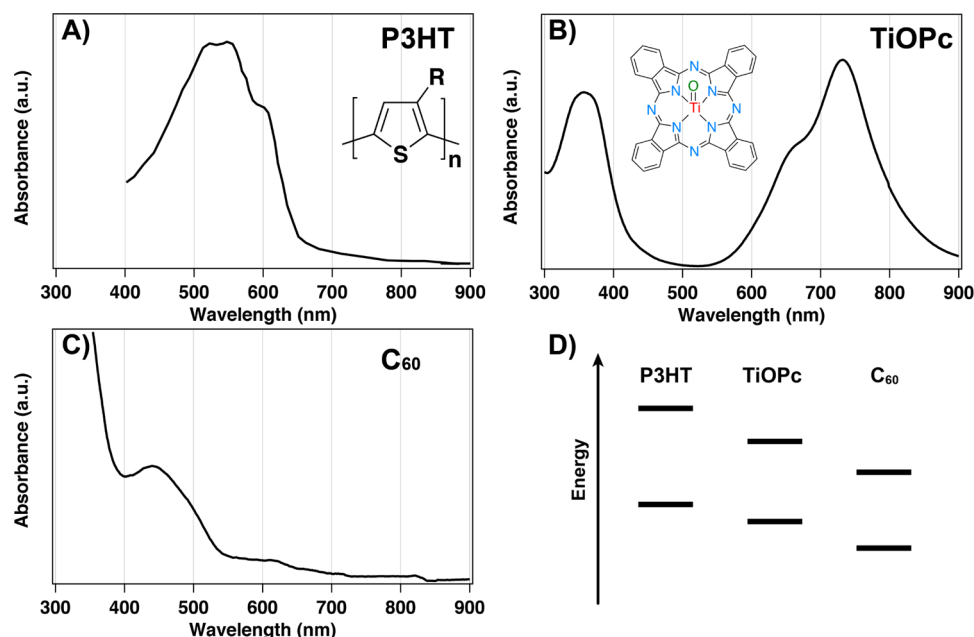 A)
P3HT
R
S
n
Absorbance (a.u.)
300 400 500 600 700 800 900
Wavelength (nm)
B)
TiOPc
N
O
N N
N Ti N
N N
N
Absorbance (a.u.)
300 400 500 600 700 800 900
Wavelength (nm)
C)
C₆₀
Absorbance (a.u.)
300 400 500 600 700 800 900
Wavelength (nm)
D)
P3HT TiOPc C₆₀
Energy